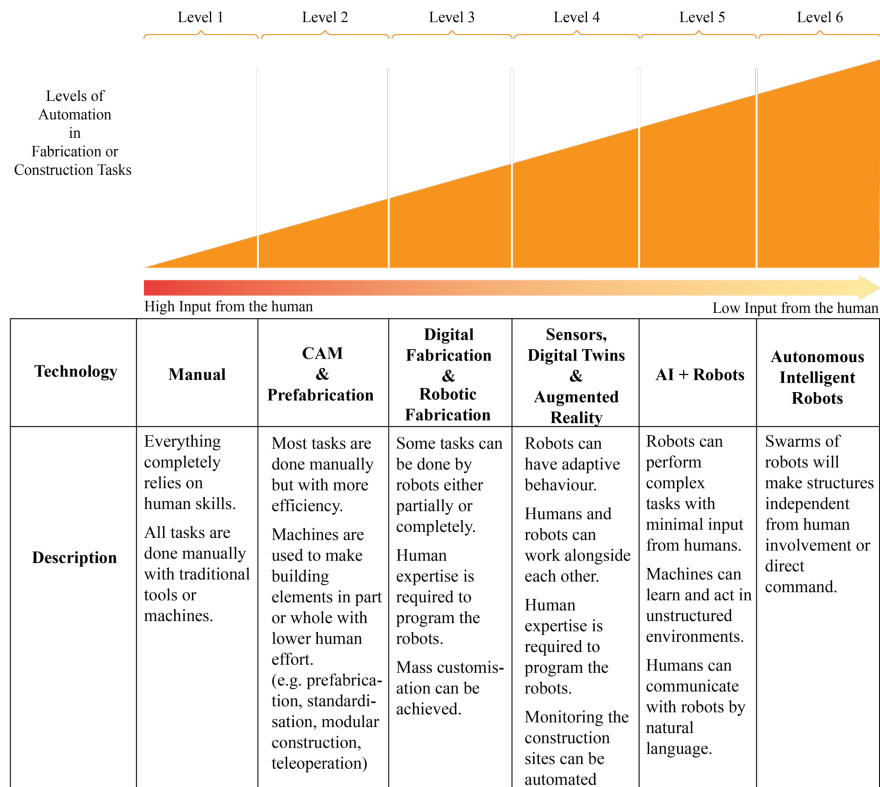 Level 1
Level 2
Level 3
Level 4
Level 5
Level 6
Levels of
Automation
in
Fabrication or
Construction Tasks
High Input from the human
Low Input from the human
Technology
Manual
CAM
&
Prefabrication
Digital
Fabrication
&
Robotic
Fabrication
Sensors,
Digital Twins
&
Augmented
Reality
AI + Robots
Autonomous
Intelligent
Robots
Description
Everything
completely
relies on
human skills.
All tasks are
done manually
with traditional
tools or
machines.
Most tasks are
done manually
but with more
efficiency.
Machines are
used to make
building
elements in part
or whole with
lower human
effort.
(e.g. prefabrica-
tion, standardi-
sation, modular
construction,
teleoperation)
Some tasks can
be done by
robots either
partially or
completely.
Human
expertise is
required to
program the
robots.
Mass customis-
ation can be
achieved.
Robots can
have adaptive
behaviour.
Humans and
robots can
work alongside
each other.
Human
expertise is
required to
program the
robots.
Monitoring the
construction
sites can be
automated
Robots can
perform
complex
tasks with
minimal input
from humans.
Machines can
learn and act in
unstructured
environments.
Humans can
communicate
with robots by
natural
language.
Swarms of
robots will
make structures
independent
from human
involvement or
direct
command.